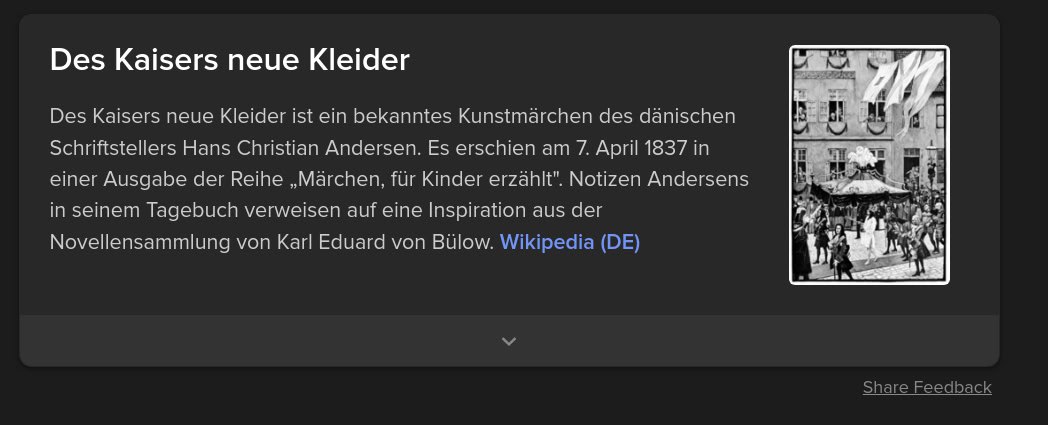 Des Kaisers neue Kleider
Des Kaisers neue Kleider ist ein bekanntes Kunstmärchen des dänischen
Schriftstellers Hans Christian Andersen. Es erschien am 7. April 1837 in
einer Ausgabe der Reihe „Märchen, für Kinder erzählt". Notizen Andersens
in seinem Tagebuch verweisen auf eine Inspiration aus der
Novellensammlung von Karl Eduard von Bülow. Wikipedia (DE)
Share Feedback